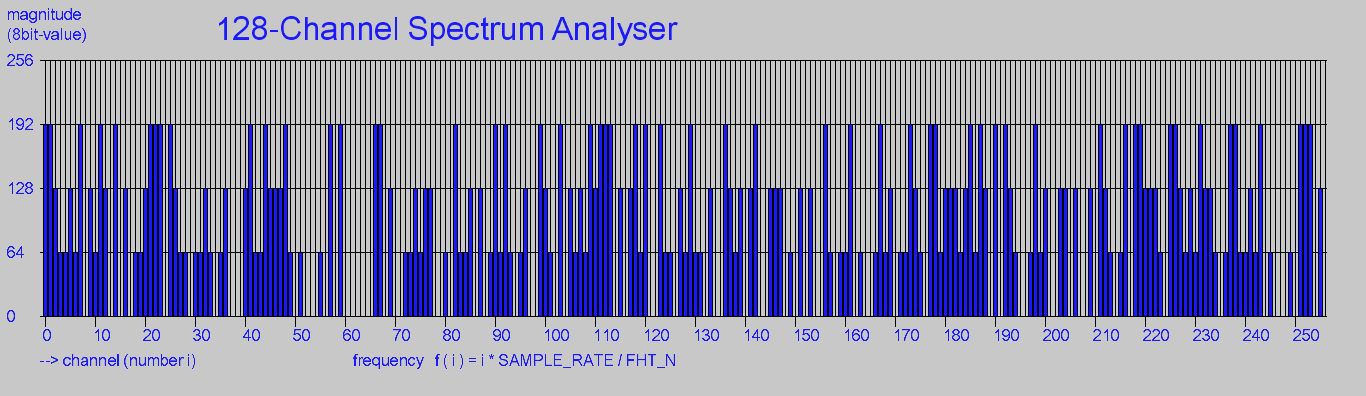 magnitude
(8bit-value)
128-Channel Spectrum Analyser
256
192
128
64
0
0 10 20 30 40 50 60 70 80 90 100 110 120 130 140 150 160 170 180 190 200 210 220 230 240 250
--> channel (number i) frequency f ( i ) = i * SAMPLE_RATE / FHT_N